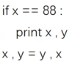 if x == 88 :
print x , y
x , y = y , x